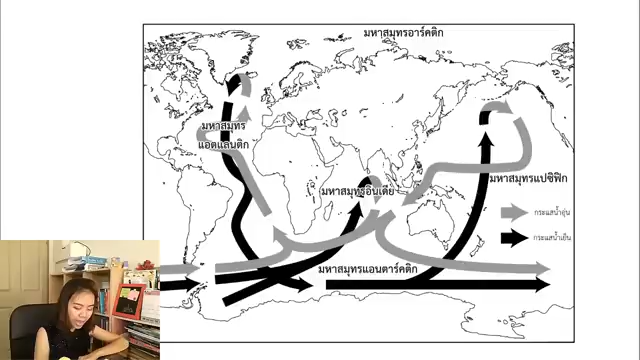 มหาสมุทรอาร์คติก
มหาสมุทร
แอตแลนติก
มหาสมุทรแปซิฟิก
มหาสมุทรอินเดีย
กระแสน้ำอุ่น
กระแสน้ำเย็น
มหาสมุทรแอนตาร์คติก